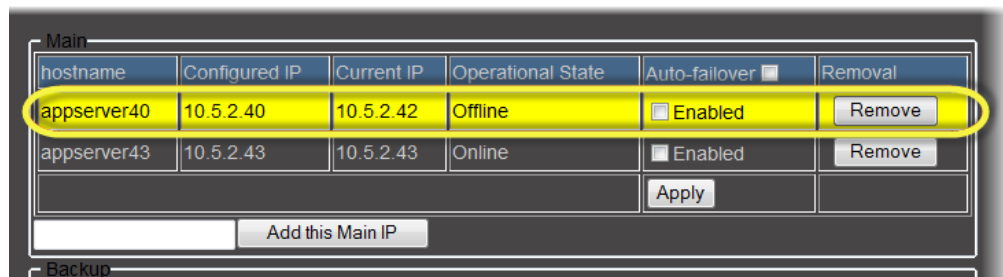 Main
hostname Configured IP Current IP Operational State Auto-failover Removal
appserver40 10.5.2.40 10.5.2.42 Offline Enabled Remove
appserver43 10.5.2.43 10.5.2.43 Online Enabled Remove
Apply
Add this Main IP
Backup